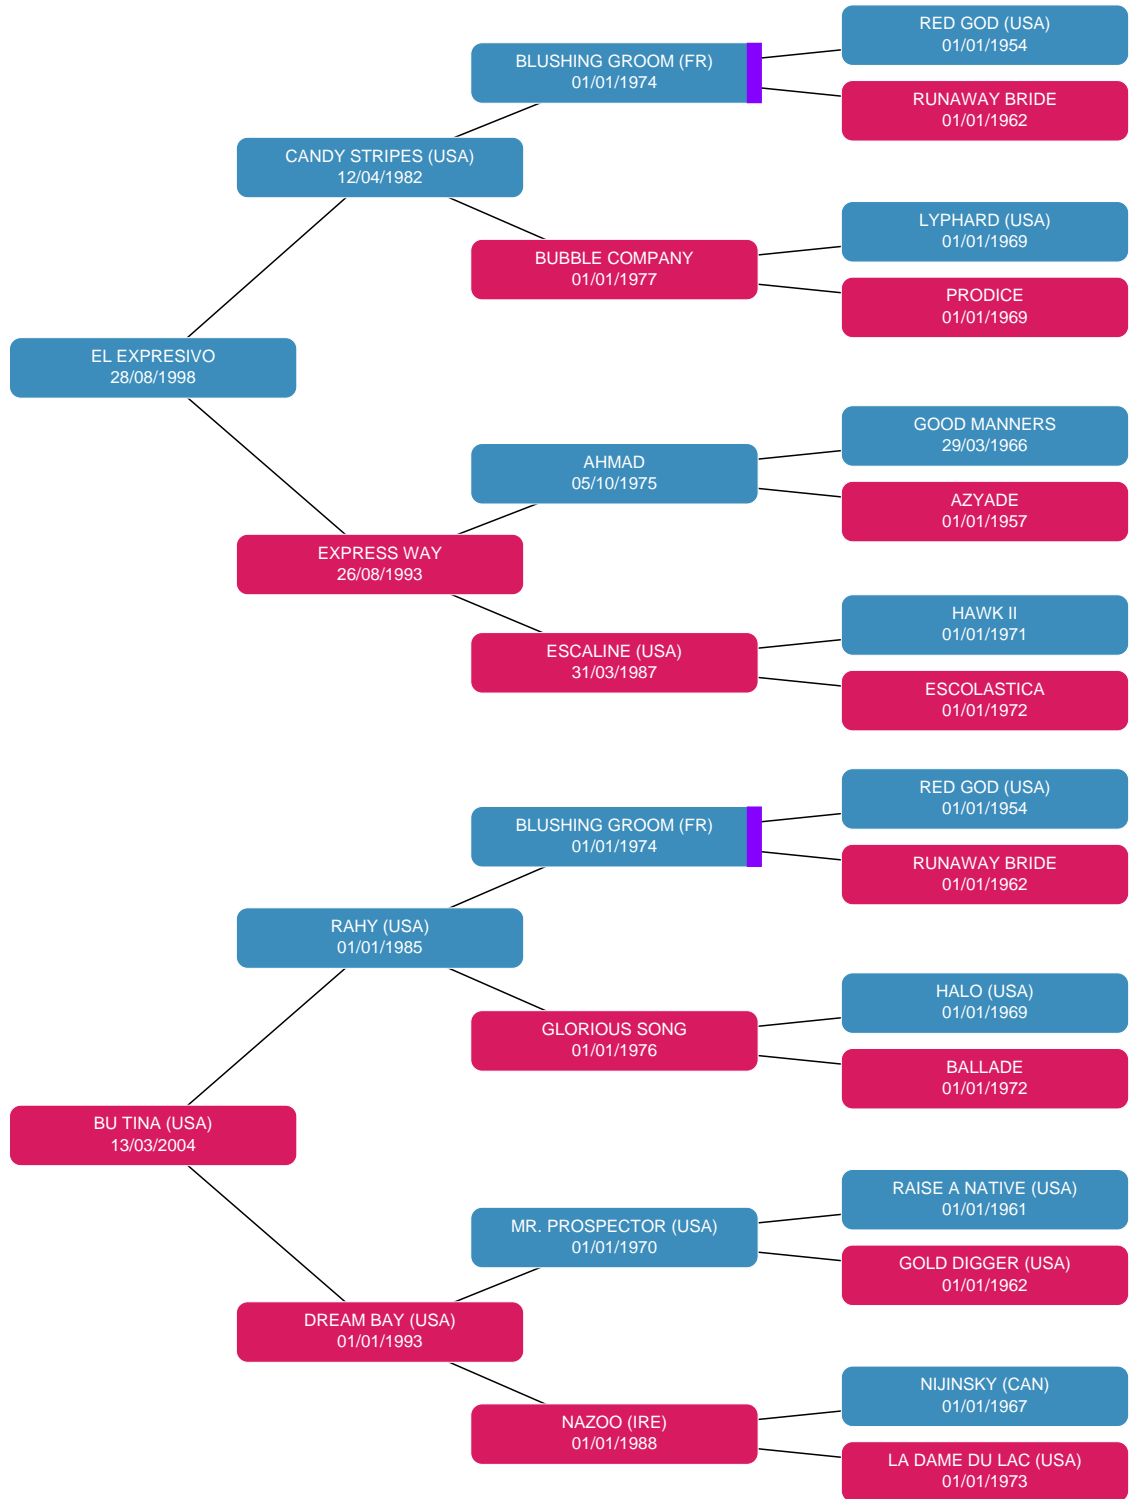 RED GOD (USA)
01/01/1954
BLUSHING GROOM (FR)
01/01/1974
RUNAWAY BRIDE
01/01/1962
CANDY STRIPES (USA)
12/04/1982
LYPHARD (USA)
01/01/1969
BUBBLE COMPANY
01/01/1977
PRODICE
01/01/1969
EL EXPRESIVO
28/08/1998
GOOD MANNERS
29/03/1966
AHMAD
05/10/1975
AZYADE
01/01/1957
EXPRESS WAY
26/08/1993
HAWK II
01/01/1971
ESCALINE (USA)
31/03/1987
ESCOLASTICA
01/01/1972
RED GOD (USA)
01/01/1954
BLUSHING GROOM (FR)
01/01/1974
RUNAWAY BRIDE
01/01/1962
RAHY (USA)
01/01/1985
HALO (USA)
01/01/1969
GLORIOUS SONG
01/01/1976
BALLADE
01/01/1972
BU TINA (USA)
13/03/2004
RAISE A NATIVE (USA)
01/01/1961
MR. PROSPECTOR (USA)
01/01/1970
GOLD DIGGER (USA)
01/01/1962
DREAM BAY (USA)
01/01/1993
NIJINSKY (CAN)
01/01/1967
NAZOO (IRE)
01/01/1988
LA DAME DU LAC (USA)
01/01/1973